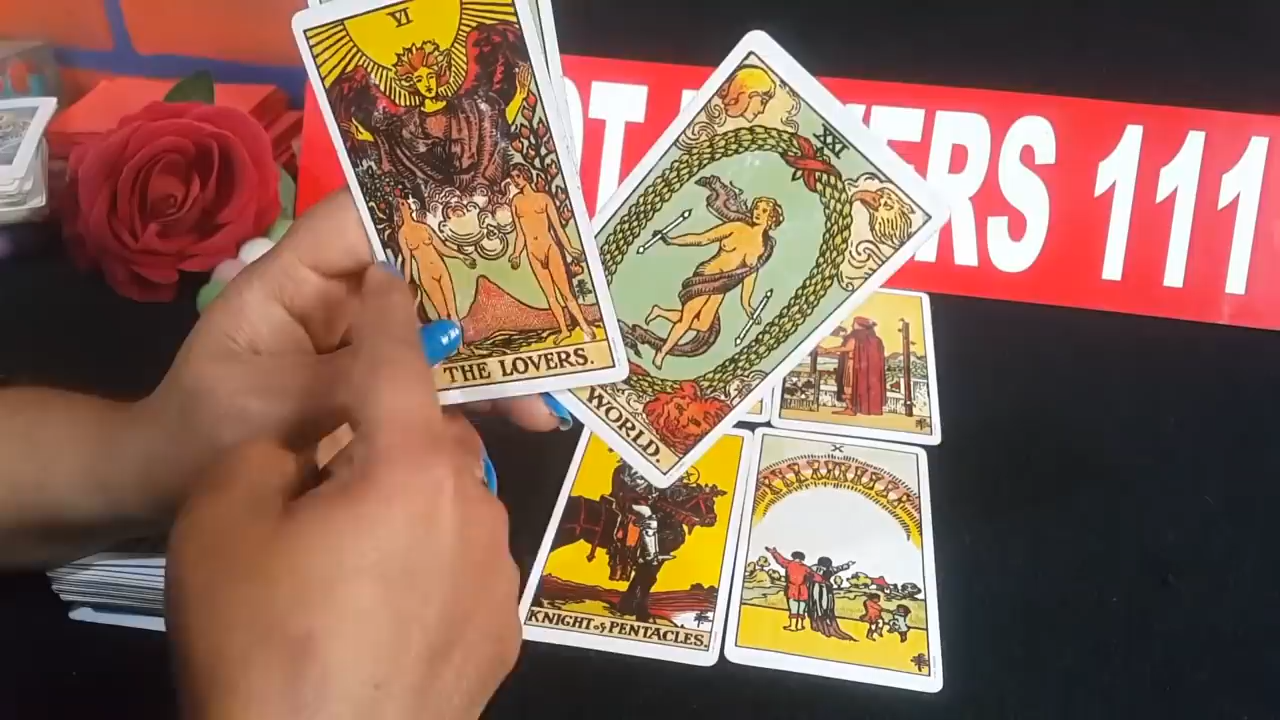 VI
THE LOVERS.
XXI
WORLD.
ERS 111
KNIGHT of PENTACLES.
X